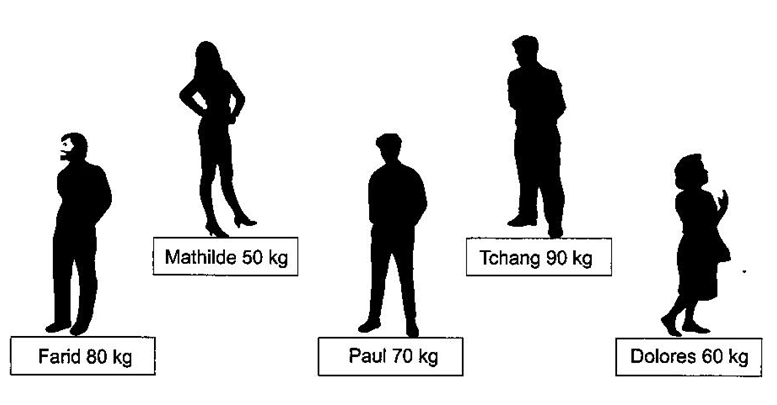 Mathilde 50 kg
Tchang 90 kg
Farid 80 kg
Paul 70 kg
Dolores 60 kg